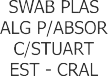 SWAB PLAS
ALG P/ABSOR
C/STUART
EST - CRAL